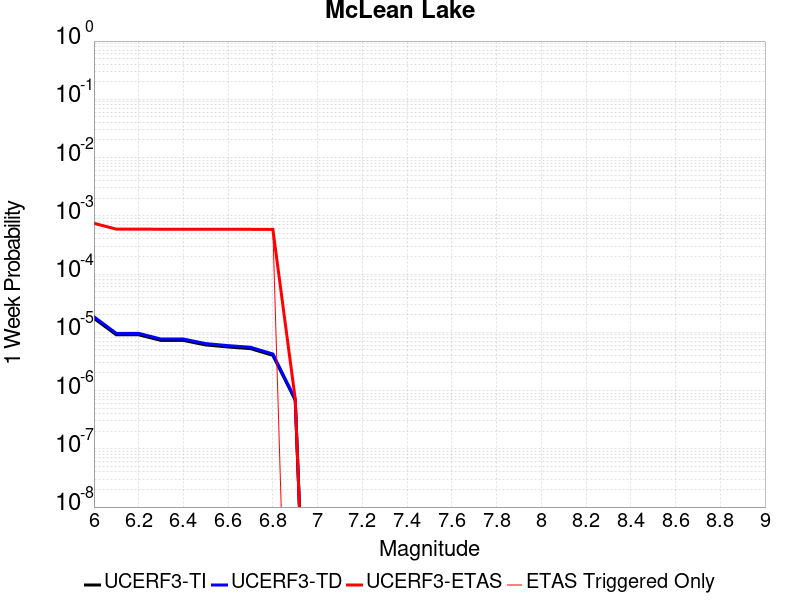 McLean Lake
10^0
10^-1
10^-2
10^-3
10^-4
10^-5
10^-6
10^-7
10^-8
1 Week Probability
6 6.2 6.4 6.6 6.8 7 7.2 7.4 7.6 7.8 8 8.2 8.4 8.6 8.8 9
Magnitude
UCERF3-TI UCERF3-TD UCERF3-ETAS ETAS Triggered Only